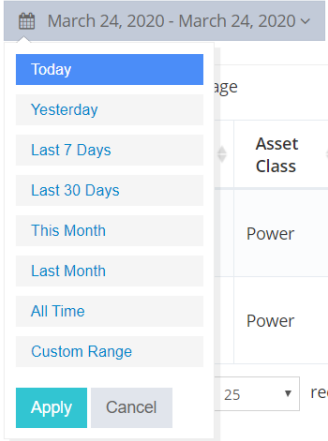 March 24, 2020 - March 24, 2020
Today
Yesterday
Last 7 Days
Last 30 Days
This Month
Last Month
All Time
Custom Range
Apply Cancel
age
Asset
Class
Power
Power
25